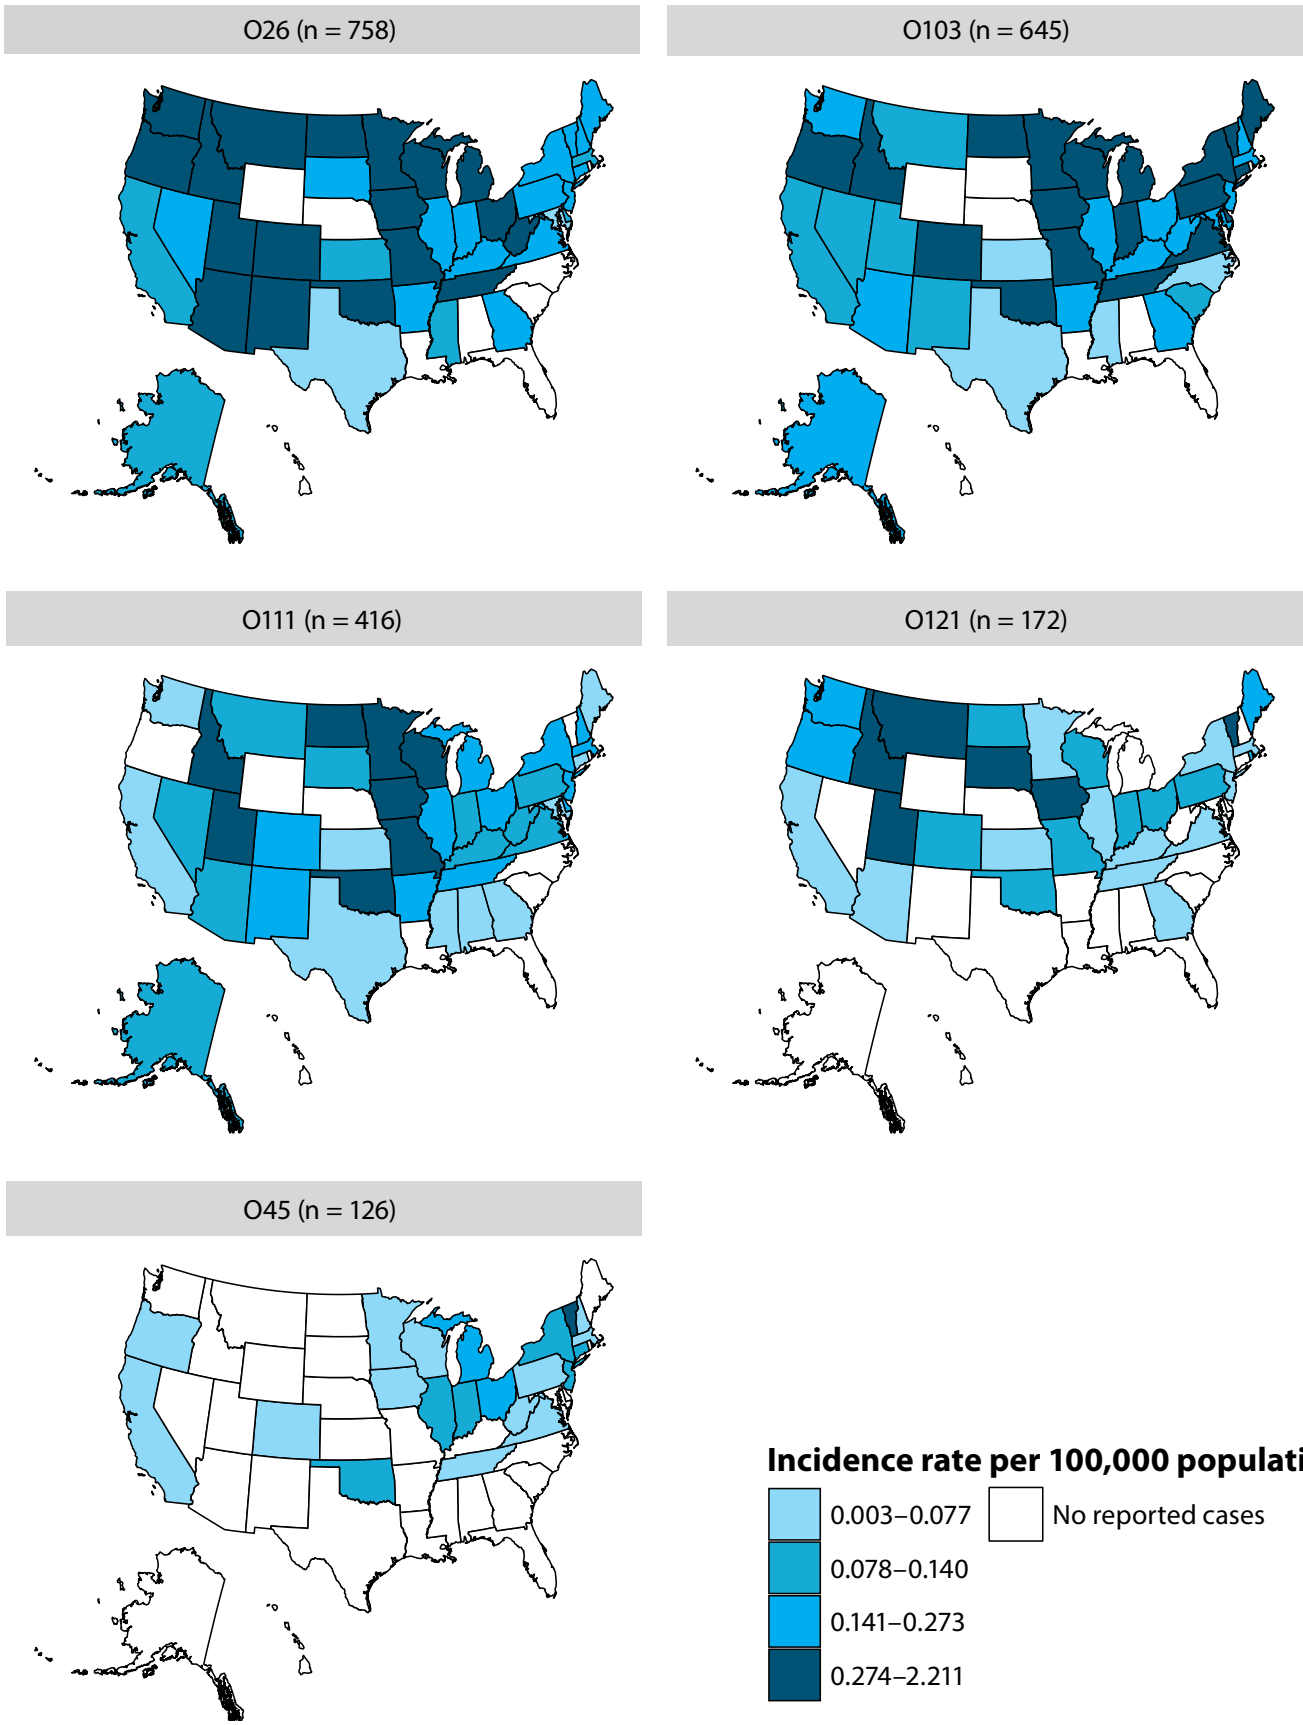 O26 (n = 758)
O103 (n = 645)
O111 (n = 416)
O121 (n = 172)
O45 (n = 126)
Incidence rate per 100,000 populati
0.003–0.077
No reported cases
0.078–0.140
0.141–0.273
0.274–2.211